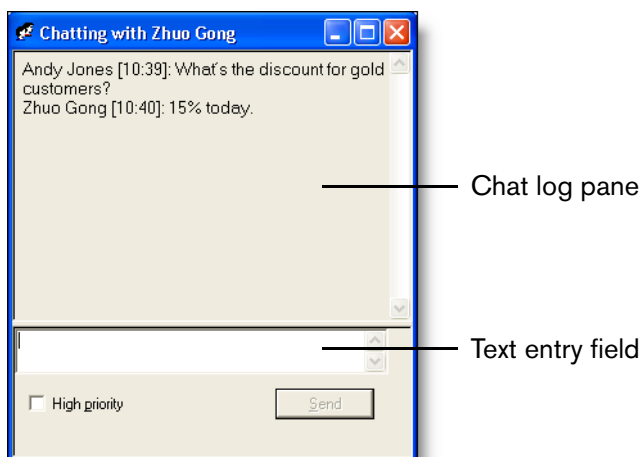 Chatting with Zhuo Gong
Andy Jones [10:39]: What's the discount for gold
customers?
Zhuo Gong [10:40]: 15% today.
Chat log pane
Text entry field
High priority
Send